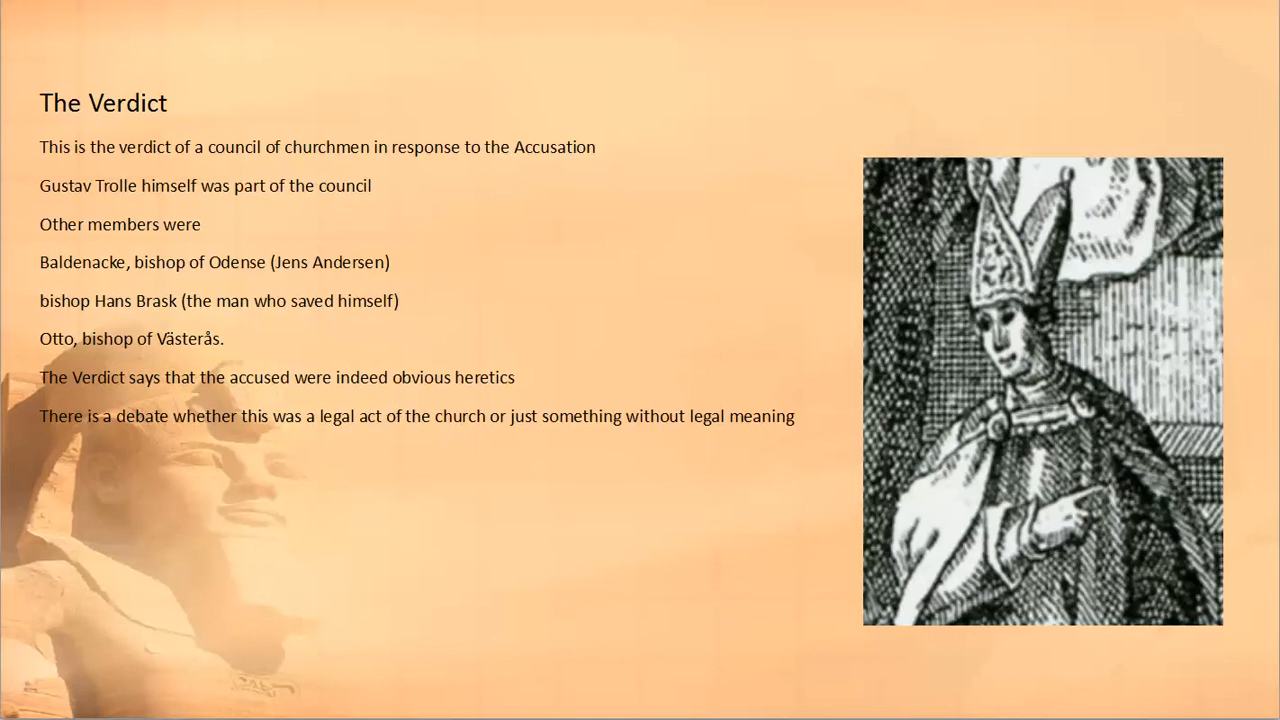 The Verdict
This is the verdict of a council of churchmen in response to the Accusation
Gustav Trolle himself was part of the council
Other members were
Baldenacke, bishop of Odense (Jens Andersen)
bishop Hans Brask (the man who saved himself)
Otto, bishop of Västerås.
The Verdict says that the accused were indeed obvious heretics
There is a debate whether this was a legal act of the church or just something without legal meaning